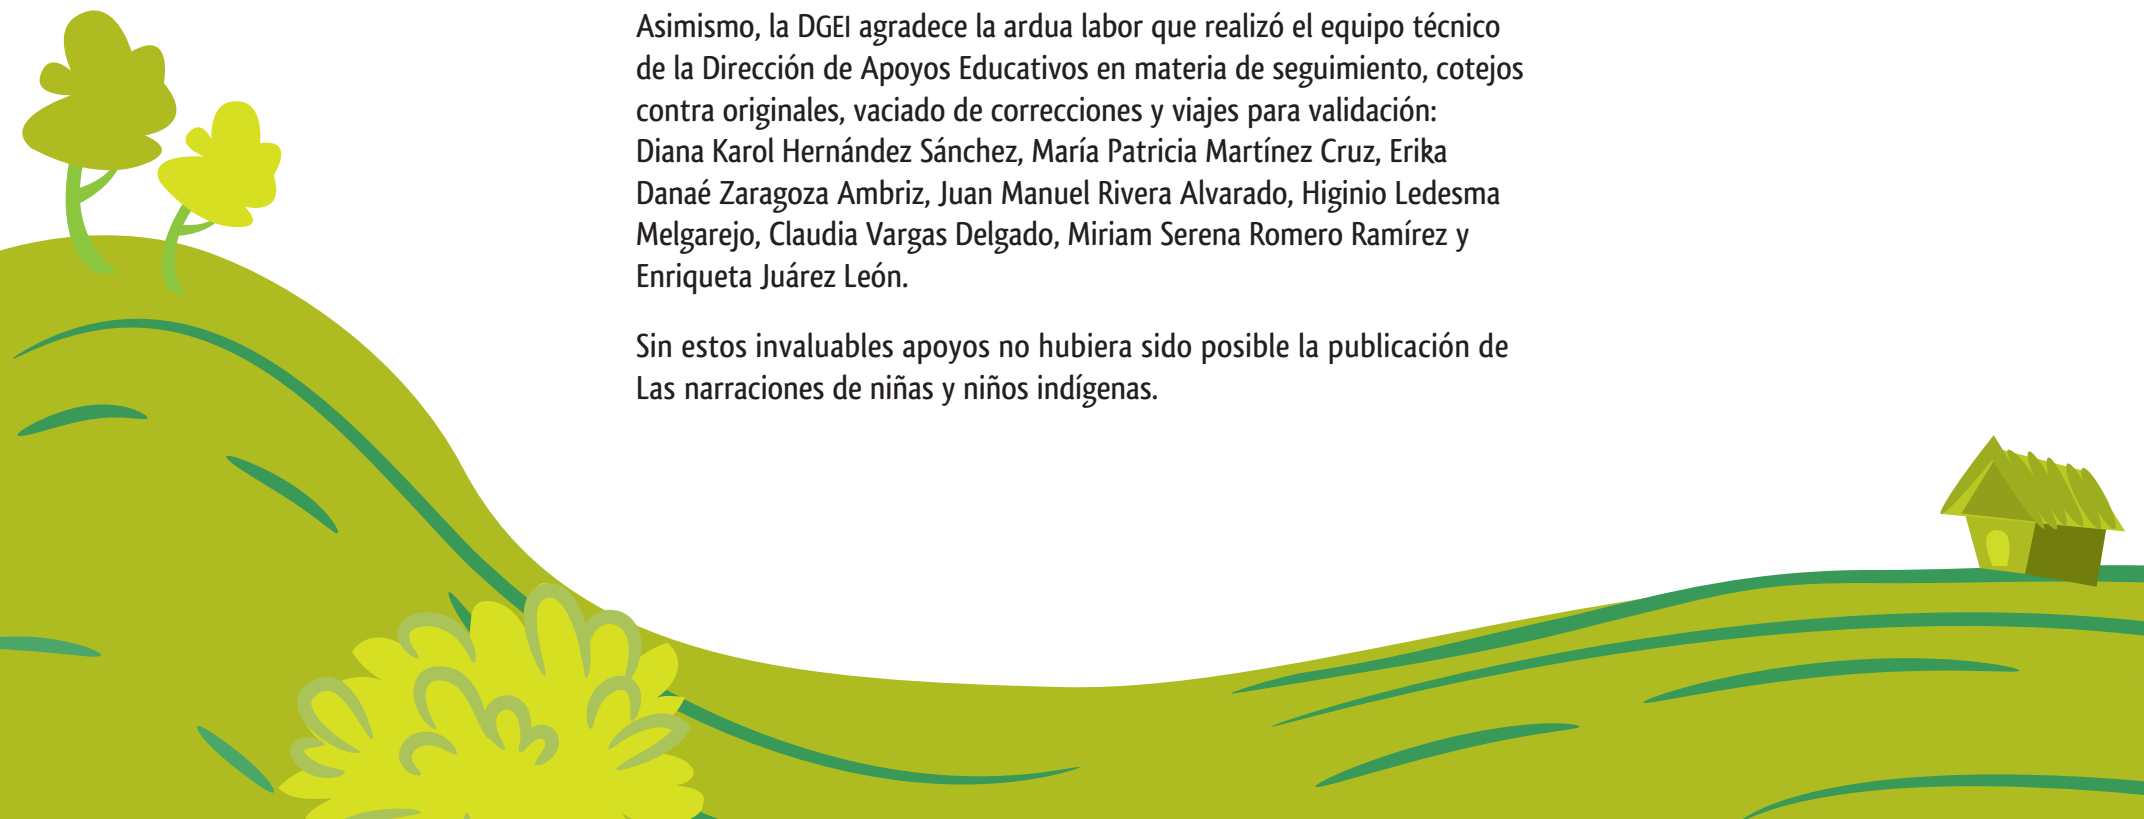 Asimismo, la DGEI agradece la ardua labor que realizó el equipo técnico
de la Dirección de Apoyos Educativos en materia de seguimiento, cotejos
contra originales, vaciado de correcciones y viajes para validación:
Diana Karol Hernández Sánchez, María Patricia Martínez Cruz, Erika
Danaé Zaragoza Ambriz, Juan Manuel Rivera Alvarado, Higinio Ledesma
Melgarejo, Claudia Vargas Delgado, Miriam Serena Romero Ramírez y
Enriqueta Juárez León.
Sin estos invaluables apoyos no hubiera sido posible la publicación de
Las narraciones de niñas y niños indígenas.